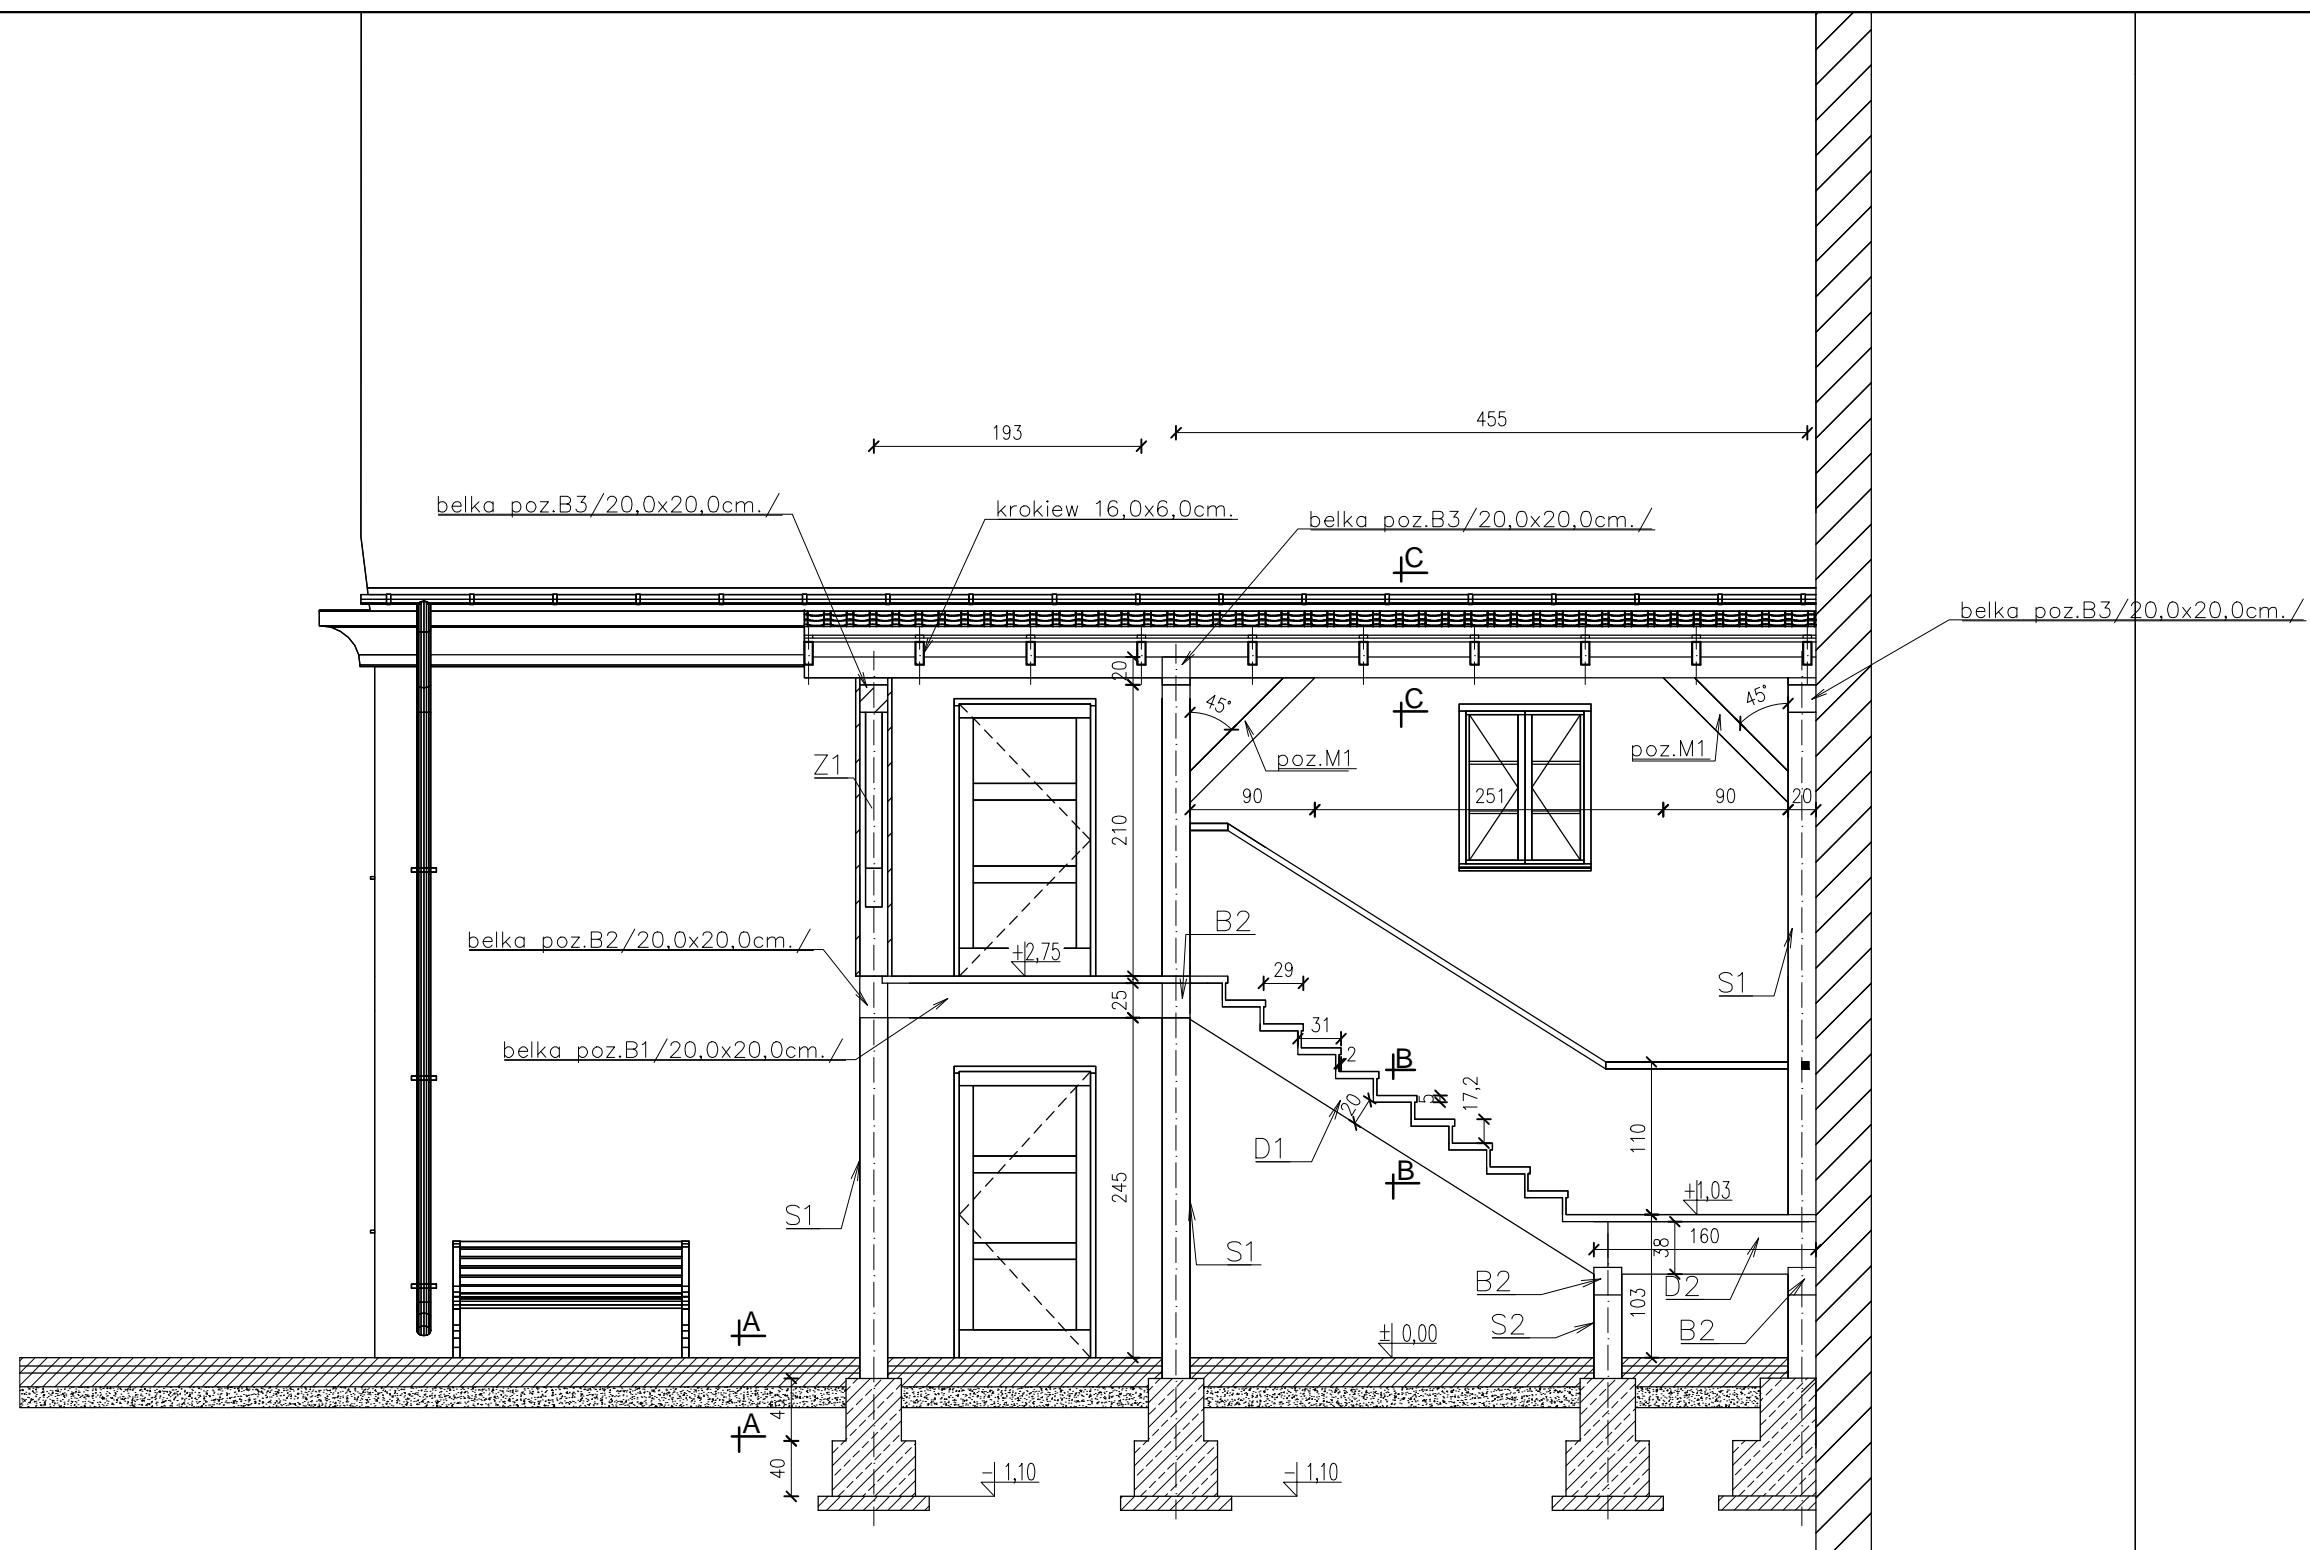 455
193
belka poz.B3/20,0x20,0cm./
krokiew 16,0x6,0cm.
belka poz.B3/20,0x20,0cm./
C
belka poz.B3/20,0x20,0cm./
20
C
45°
45°
poz.M1
poz.M1
Z1
90
251
90
20
210
B2
belka poz.B2/20,0x20,0cm./
+2,75
29
S1
25
31
belka poz.B1/20,0x20,0cm./
2
B
20
5
17,2
D1
110
B
245
+1,03
S1
S1
160
38
B2
D2
103
S2
B2
A
± 0,00
A
40
- 1,10
- 1,10